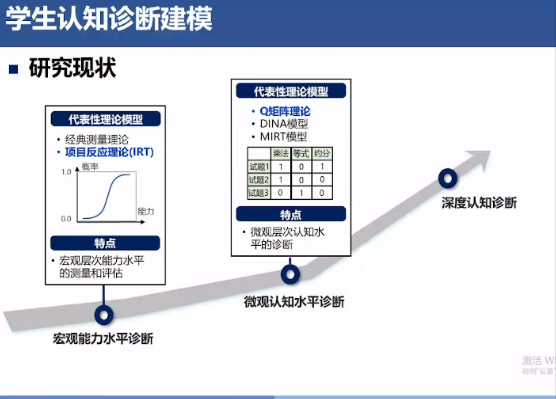 学生认知诊断建模
研究现状
代表性理论模型
经典测量理论
项目反应理论(IRT)
概率
1.0
0.0
能力
特点
宏观层次能力水平
的测量和评估
宏观能力水平诊断
代表性理论模型
Q矩阵理论
DINA模型
MIRT模型
乘法 等式 约分
试题1 1 0 1
试题2 1 0 0
试题3 0 1 0
特点
微观层次认知水
平的诊断
微观认知水平诊断
深度认知诊断
激活 W